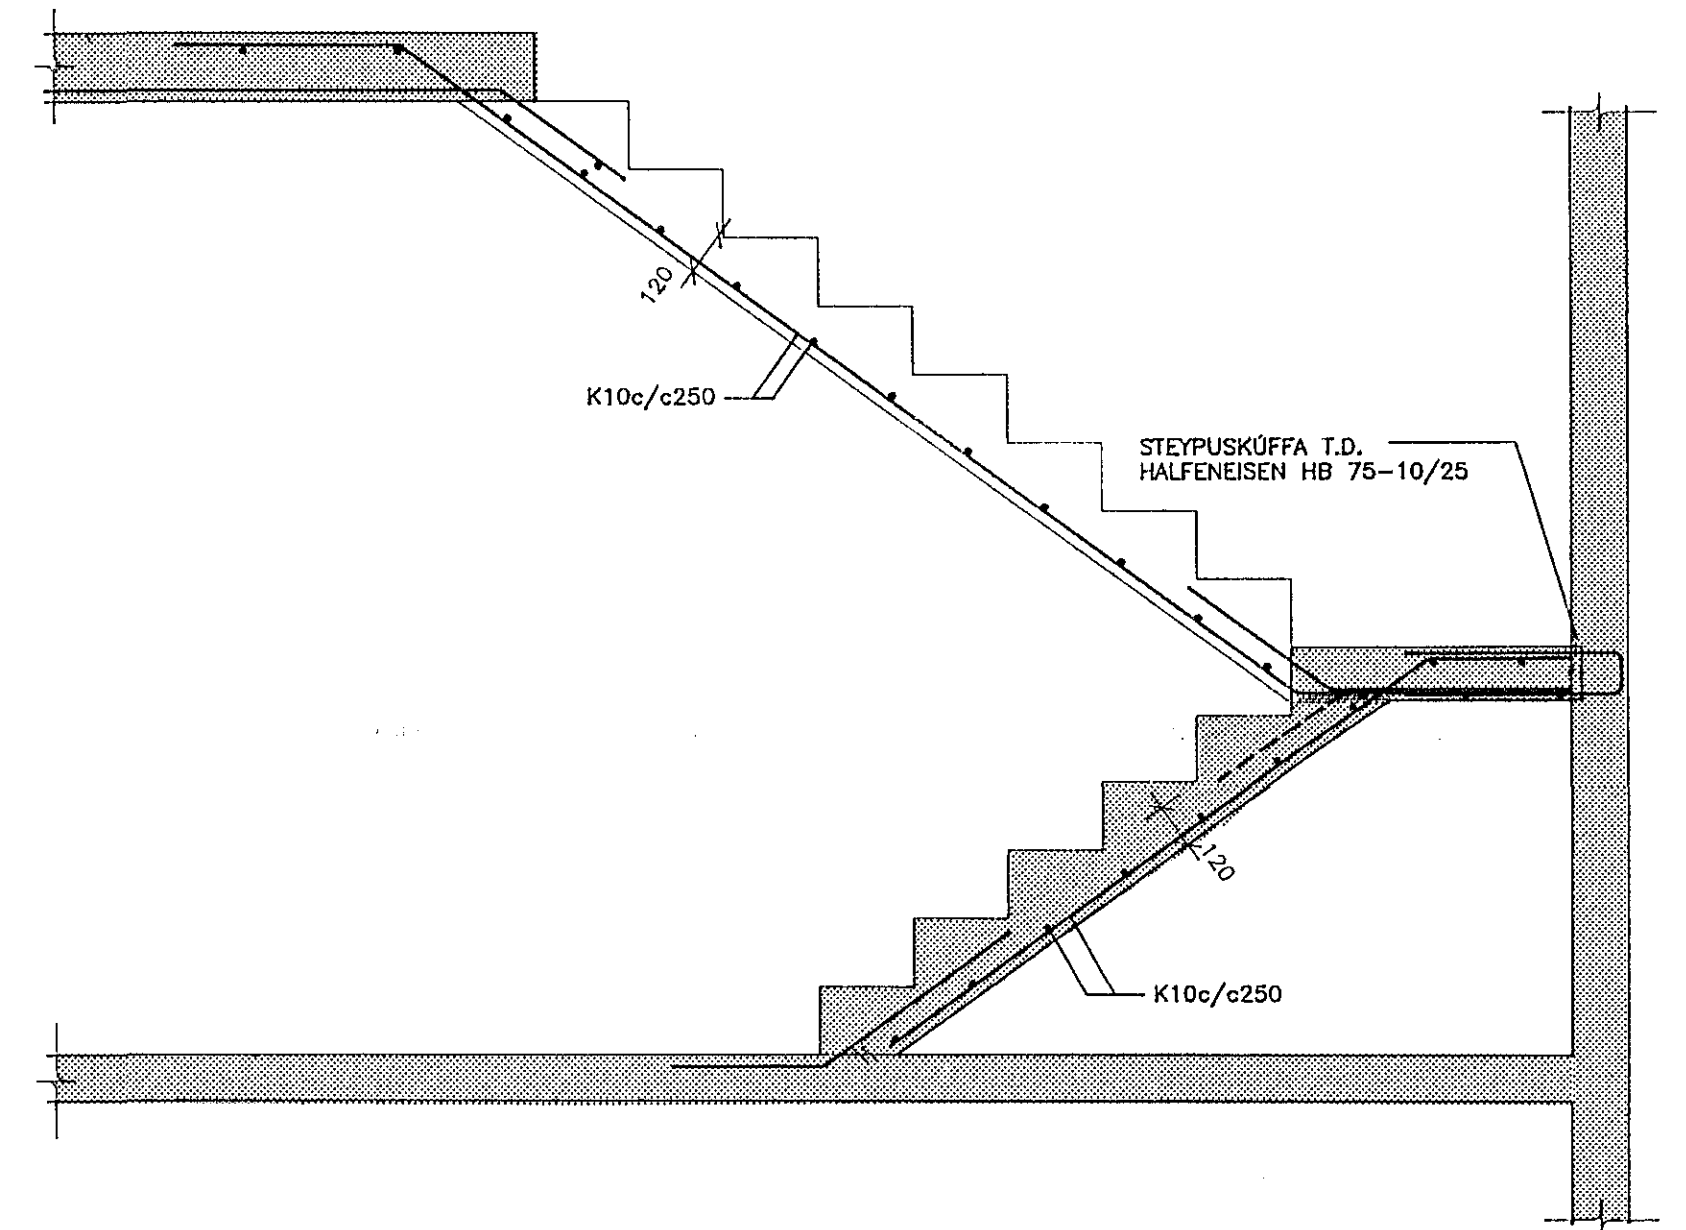 120
K10c/c250
STEYPUSKÚFFA T.D.
HALFENEISEN HB 75-10/25
120
K10c/c250